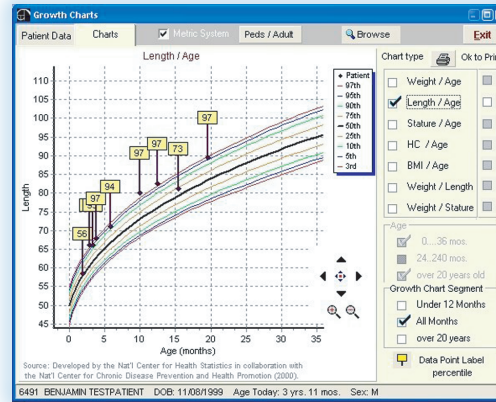 Growth Charts
Patient Data
Charts
Metric System
Peds / Adult
Browse
Exit
Length / Age
Chart type
Ok to Prin
110
105
100
95
90
85
80
75
70
65
60
55
50
45
Length
56
97
94
97
97
73
97
0
5
10
15
20
25
30
35
Age (months)
Patient
97th
95th
90th
75th
50th
25th
10th
5th
3rd
Weight / Age
Length / Age
Stature / Age
HC / Age
BMI / Age
Weight / Length
Weight / Stature
Age
0....36 mos.
24..240 mos.
over 20 years old
Growth Chart Segment
Under 12 Months
All Months
over 20 years
Data Point Label
percentile
Source: Developed by the Nat'l Center for Health Statistics in collaboration with
the Nat'l Center for Chronic Disease Prevention and Health Promotion (2000).
6491 BENJAMIN TESTPATIENT DOB: 11/08/1999 Age Today: 3 yrs. 11 mos. Sex: M